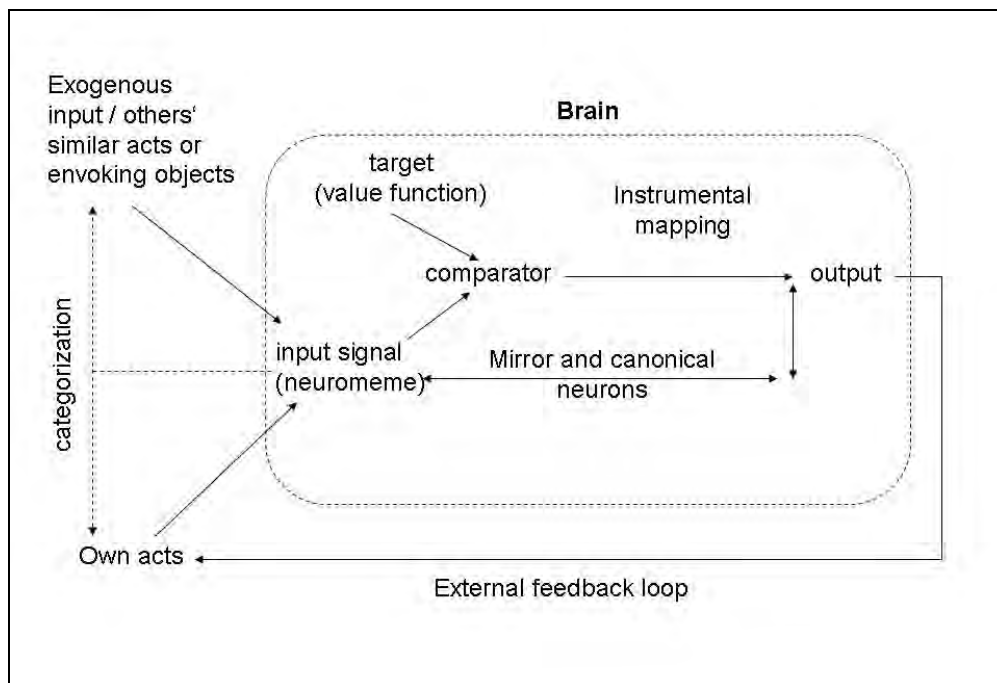 Exogenous
input / others‘
similar acts or
envoking objects
Brain
target
(value function)
Instrumental
mapping
comparator
output
input signal
(neuromeme)
Mirror and canonical
neurons
categorization
Own acts
External feedback loop